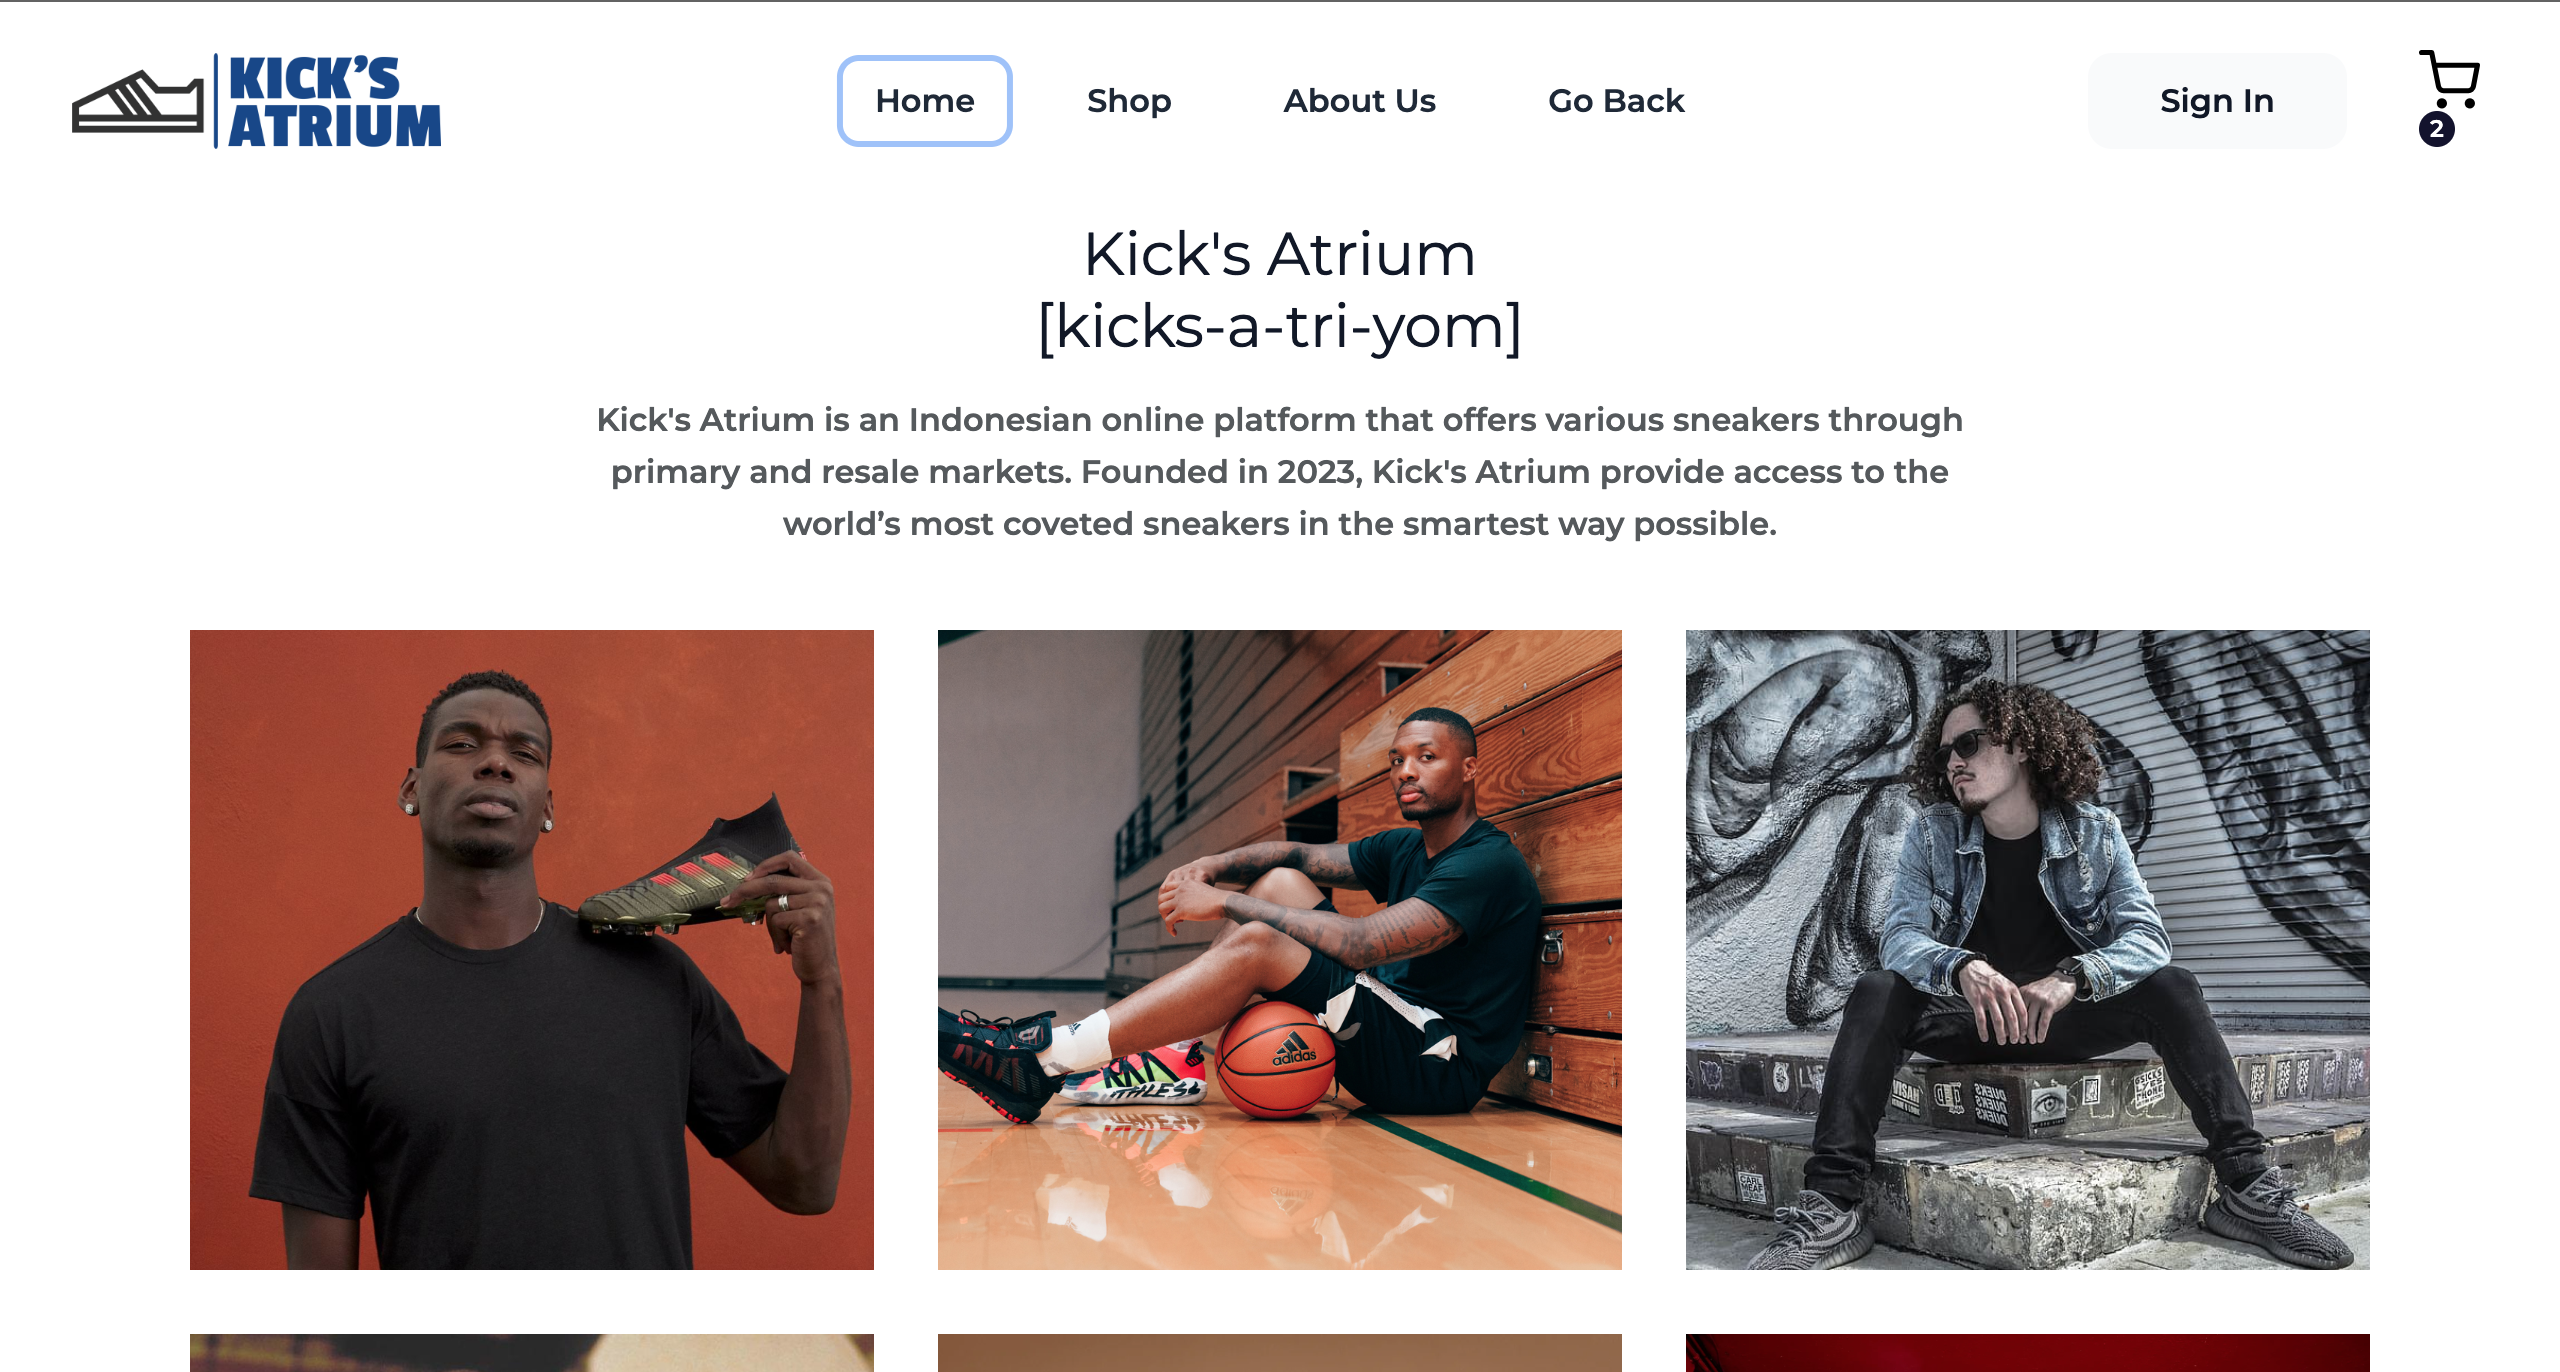 KICK'S
ATRIUM
Home
Shop
About Us
Go Back
Sign In
2
Kick's Atrium
[kicks-a-tri-yom]
Kick's Atrium is an Indonesian online platform that offers various sneakers through
primary and resale markets. Founded in 2023, Kick's Atrium provide access to the
world’s most coveted sneakers in the smartest way possible.
adidas
CARL
MEAF